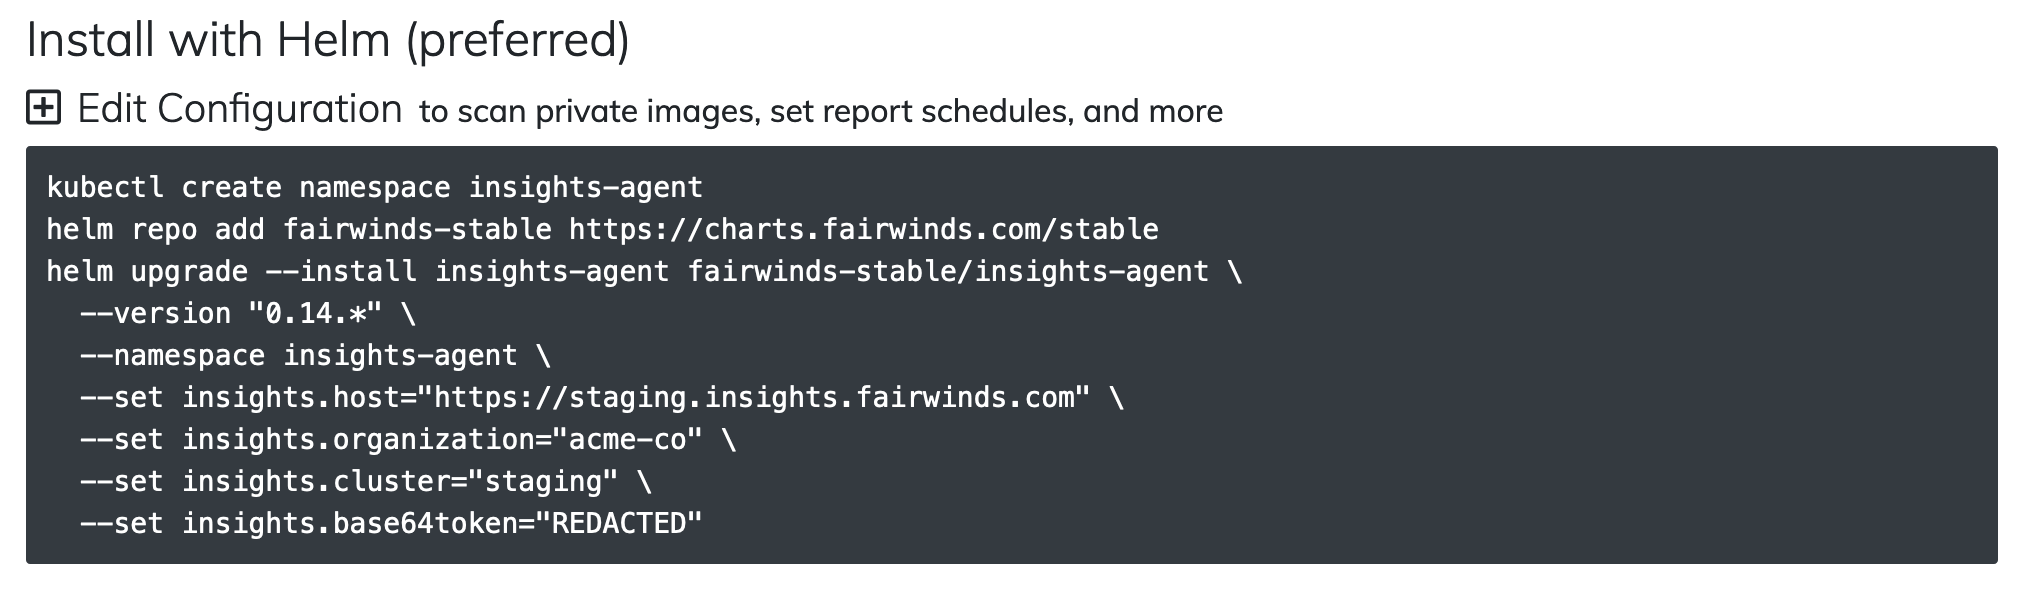 Install with Helm (preferred)
Edit Configuration to scan private images, set report schedules, and more
kubectl create namespace insights-agent
helm repo add fairwinds-stable https://charts.fairwinds.com/stable
helm upgrade --install insights-agent fairwinds-stable/insights-agent \
  --version "0.14.*" \
  --namespace insights-agent \
  --set insights.host="https://staging.insights.fairwinds.com" \
  --set insights.organization="acme-co" \
  --set insights.cluster="staging" \
  --set insights.base64token="REDACTED"